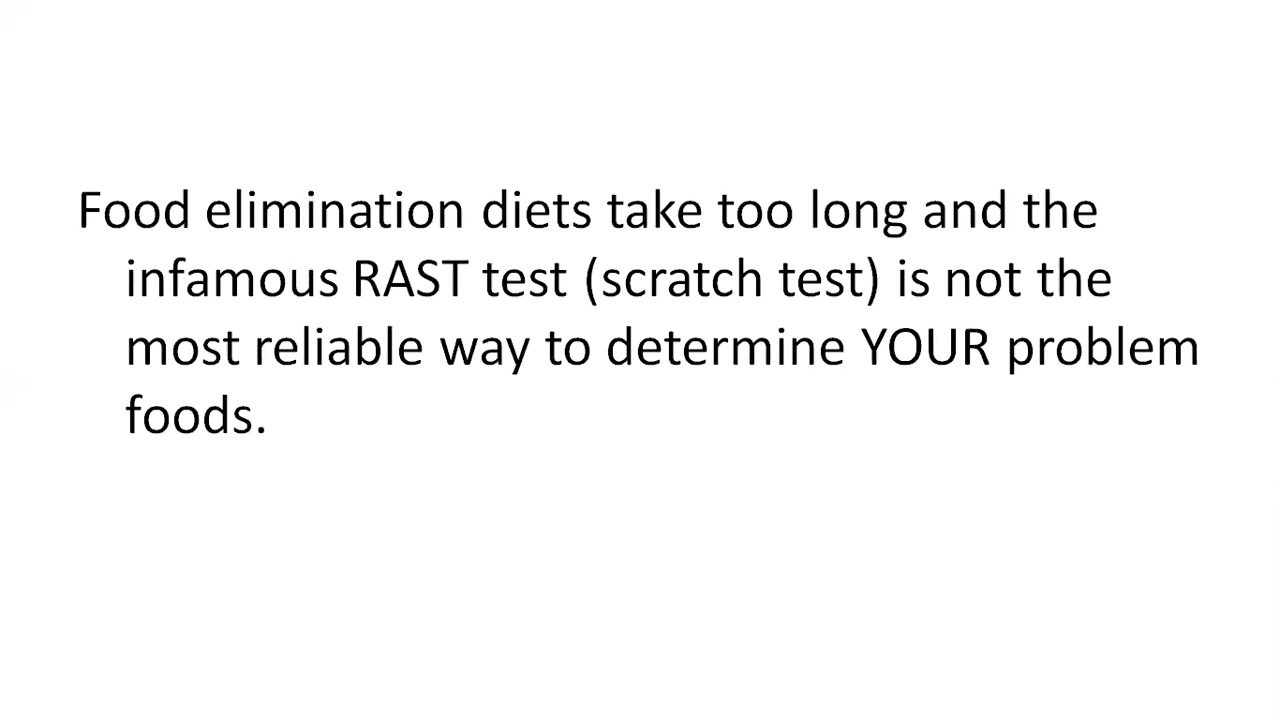 Food elimination diets take too long and the
infamous RAST test (scratch test) is not the
most reliable way to determine YOUR problem
foods.